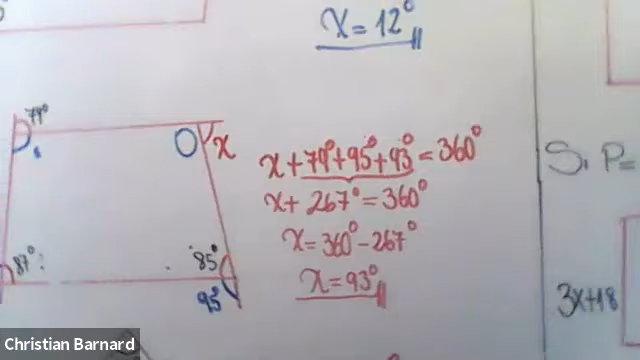 x = 12°
79°
x
x + 79° + 95° + 93° = 360°
x + 267° = 360°
x = 360° - 267°
x = 93°
87°
85°
95°
S. P =
3x+18
Christian Barnard